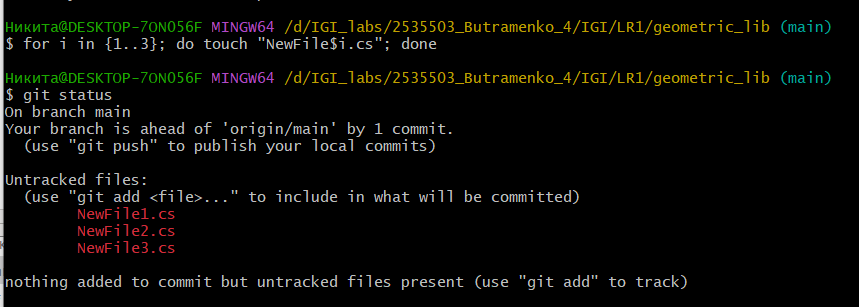 Никита@DESKTOP-7ON056F MINGW64 /d/IGI_labs/2535503_Butramenko_4/IGI/LR1/geometric_lib (main)
$ for i in {1..3}; do touch "NewFile$i.cs"; done

Никита@DESKTOP-7ON056F MINGW64 /d/IGI_labs/2535503_Butramenko_4/IGI/LR1/geometric_lib (main)
$ git status
On branch main
Your branch is ahead of 'origin/main' by 1 commit.
  (use "git push" to publish your local commits)

Untracked files:
  (use "git add <file>..." to include in what will be committed)
        NewFile1.cs
        NewFile2.cs
        NewFile3.cs

nothing added to commit but untracked files present (use "git add" to track)